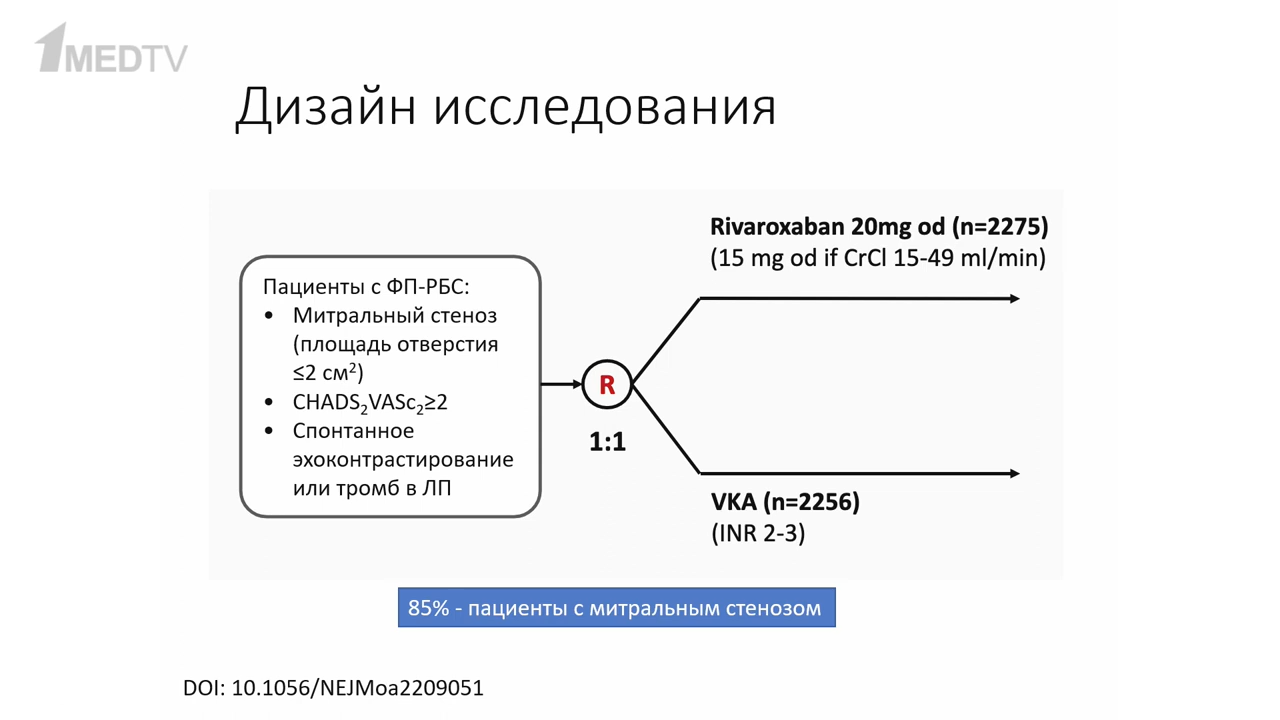 1MEDTV
Дизайн исследования
Rivaroxaban 20mg od (n=2275)
(15 mg od if CrCl 15-49 ml/min)
Пациенты с ФП-РБС:
• Митральный стеноз
(площадь отверстия
≤2 см²)
• CHADS₂VASc₂≥2
• Спонтанное
эхоконтрастирование
или тромб в ЛП
R
1:1
VKA (n=2256)
(INR 2-3)
85% - пациенты с митральным стенозом
DOI: 10.1056/NEJMoa2209051